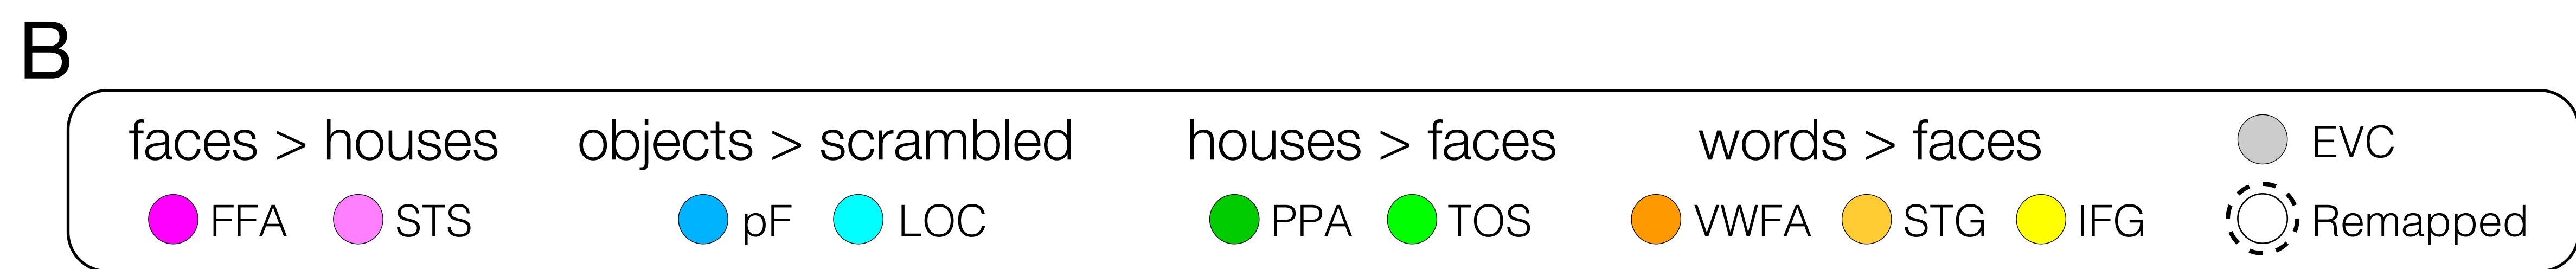 B
faces > houses objects > scrambled houses > faces words > faces EVC
FFA STS pF LOC PPA TOS VWFA STG IFG Remapped